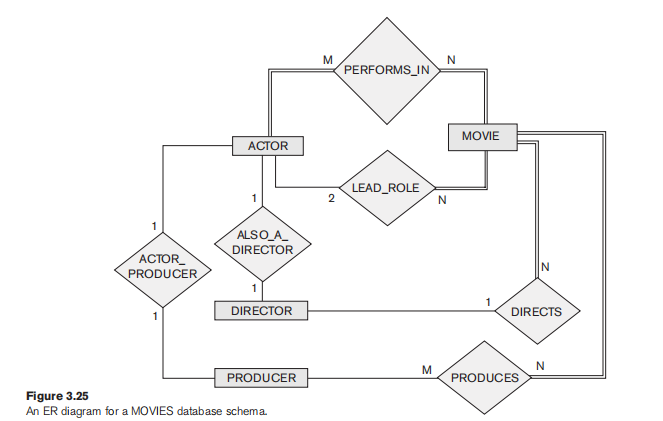 M
PERFORMS_IN
N
ACTOR
MOVIE
LEAD_ROLE
2
N
1
1
ALSO_A_
DIRECTOR
ACTOR_
PRODUCER
N
1
1
DIRECTOR
1
DIRECTS
PRODUCER
M
PRODUCES
N
Figure 3.25
An ER diagram for a MOVIES database schema.